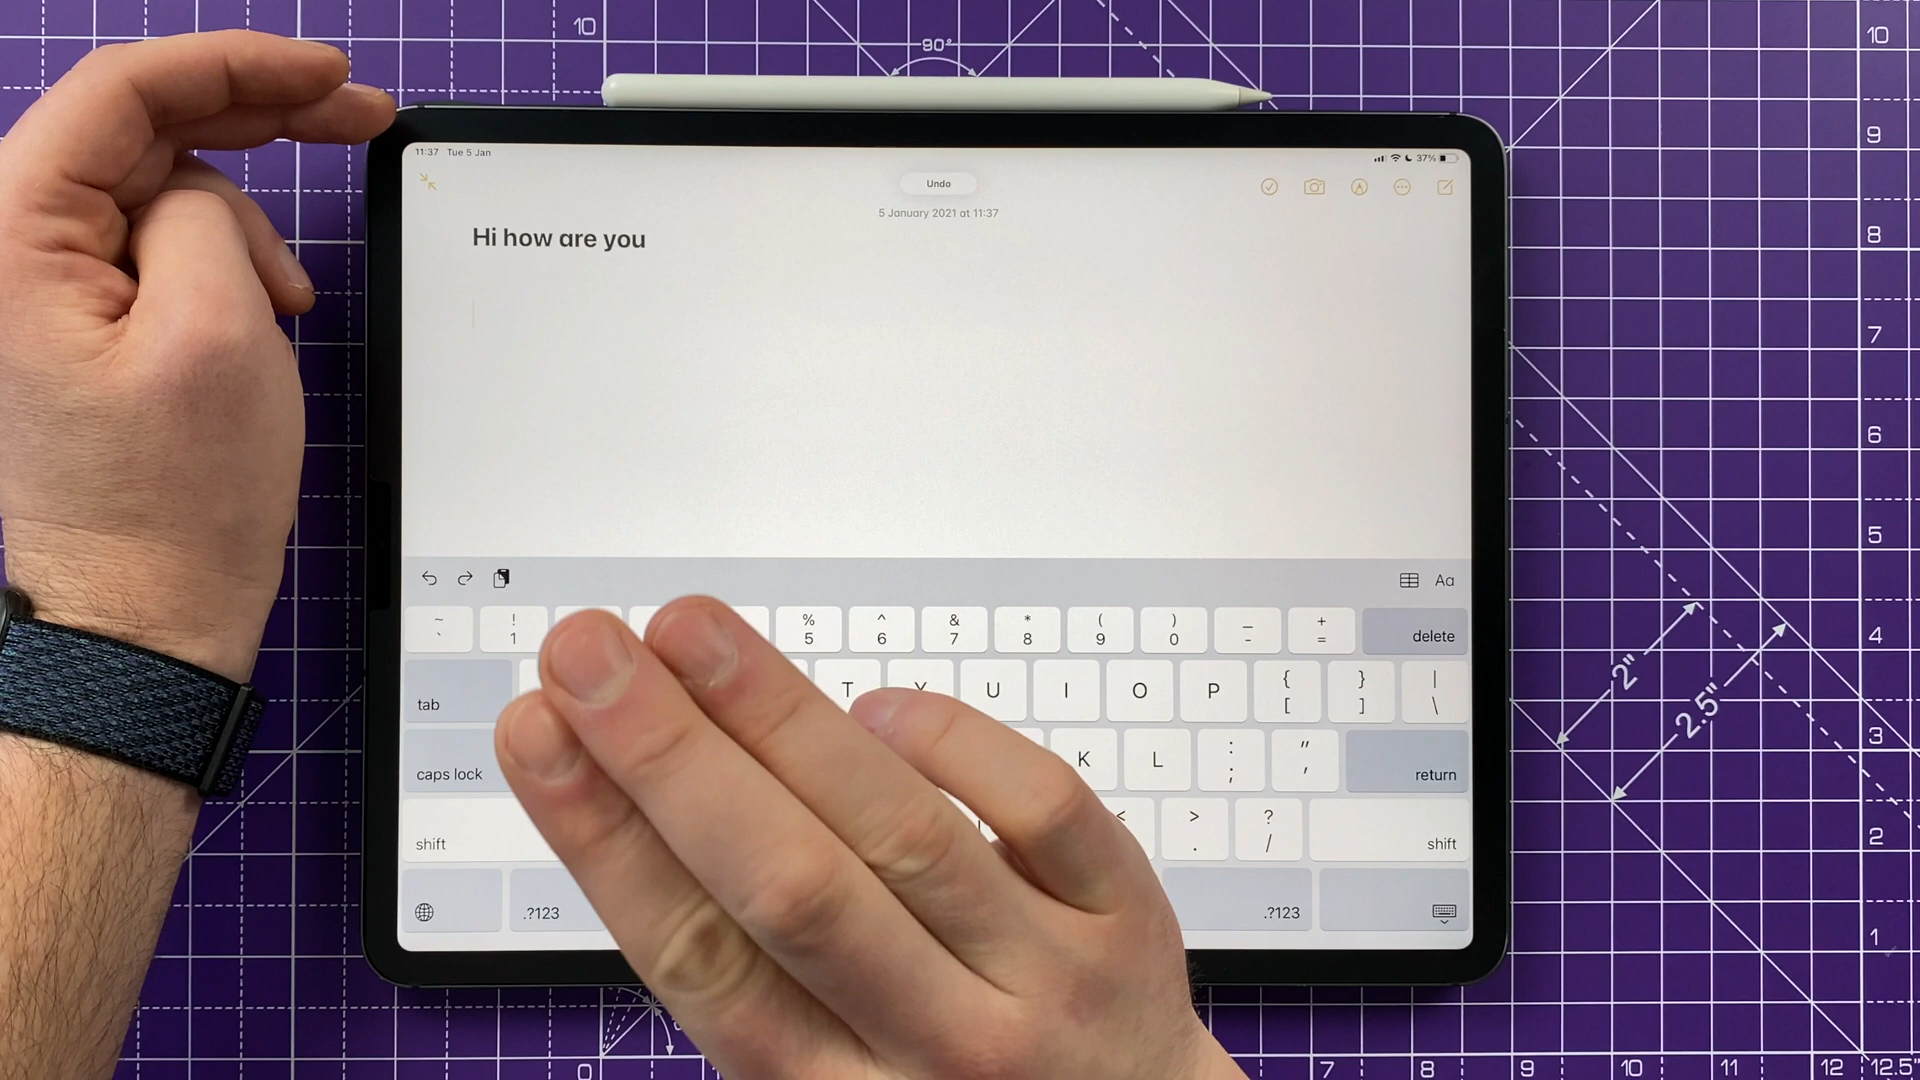 10
90°
10
11:37 Tue 5 Jan
37%
Undo
5 January 2021 at 11:37
Hi how are you
Aa
~ ! % ^ & * ( ) _ +
` 1 5 6 7 8 9 0 - = delete
tab T Y U I O P { [ } ] | \
caps lock K L : ; " ' return
shift < > . ? / shift
.?123 .?123
9
8
7
6
5
4
3
2
1
2"
2.5"
0 7 8 9 10 11 12 12.5"